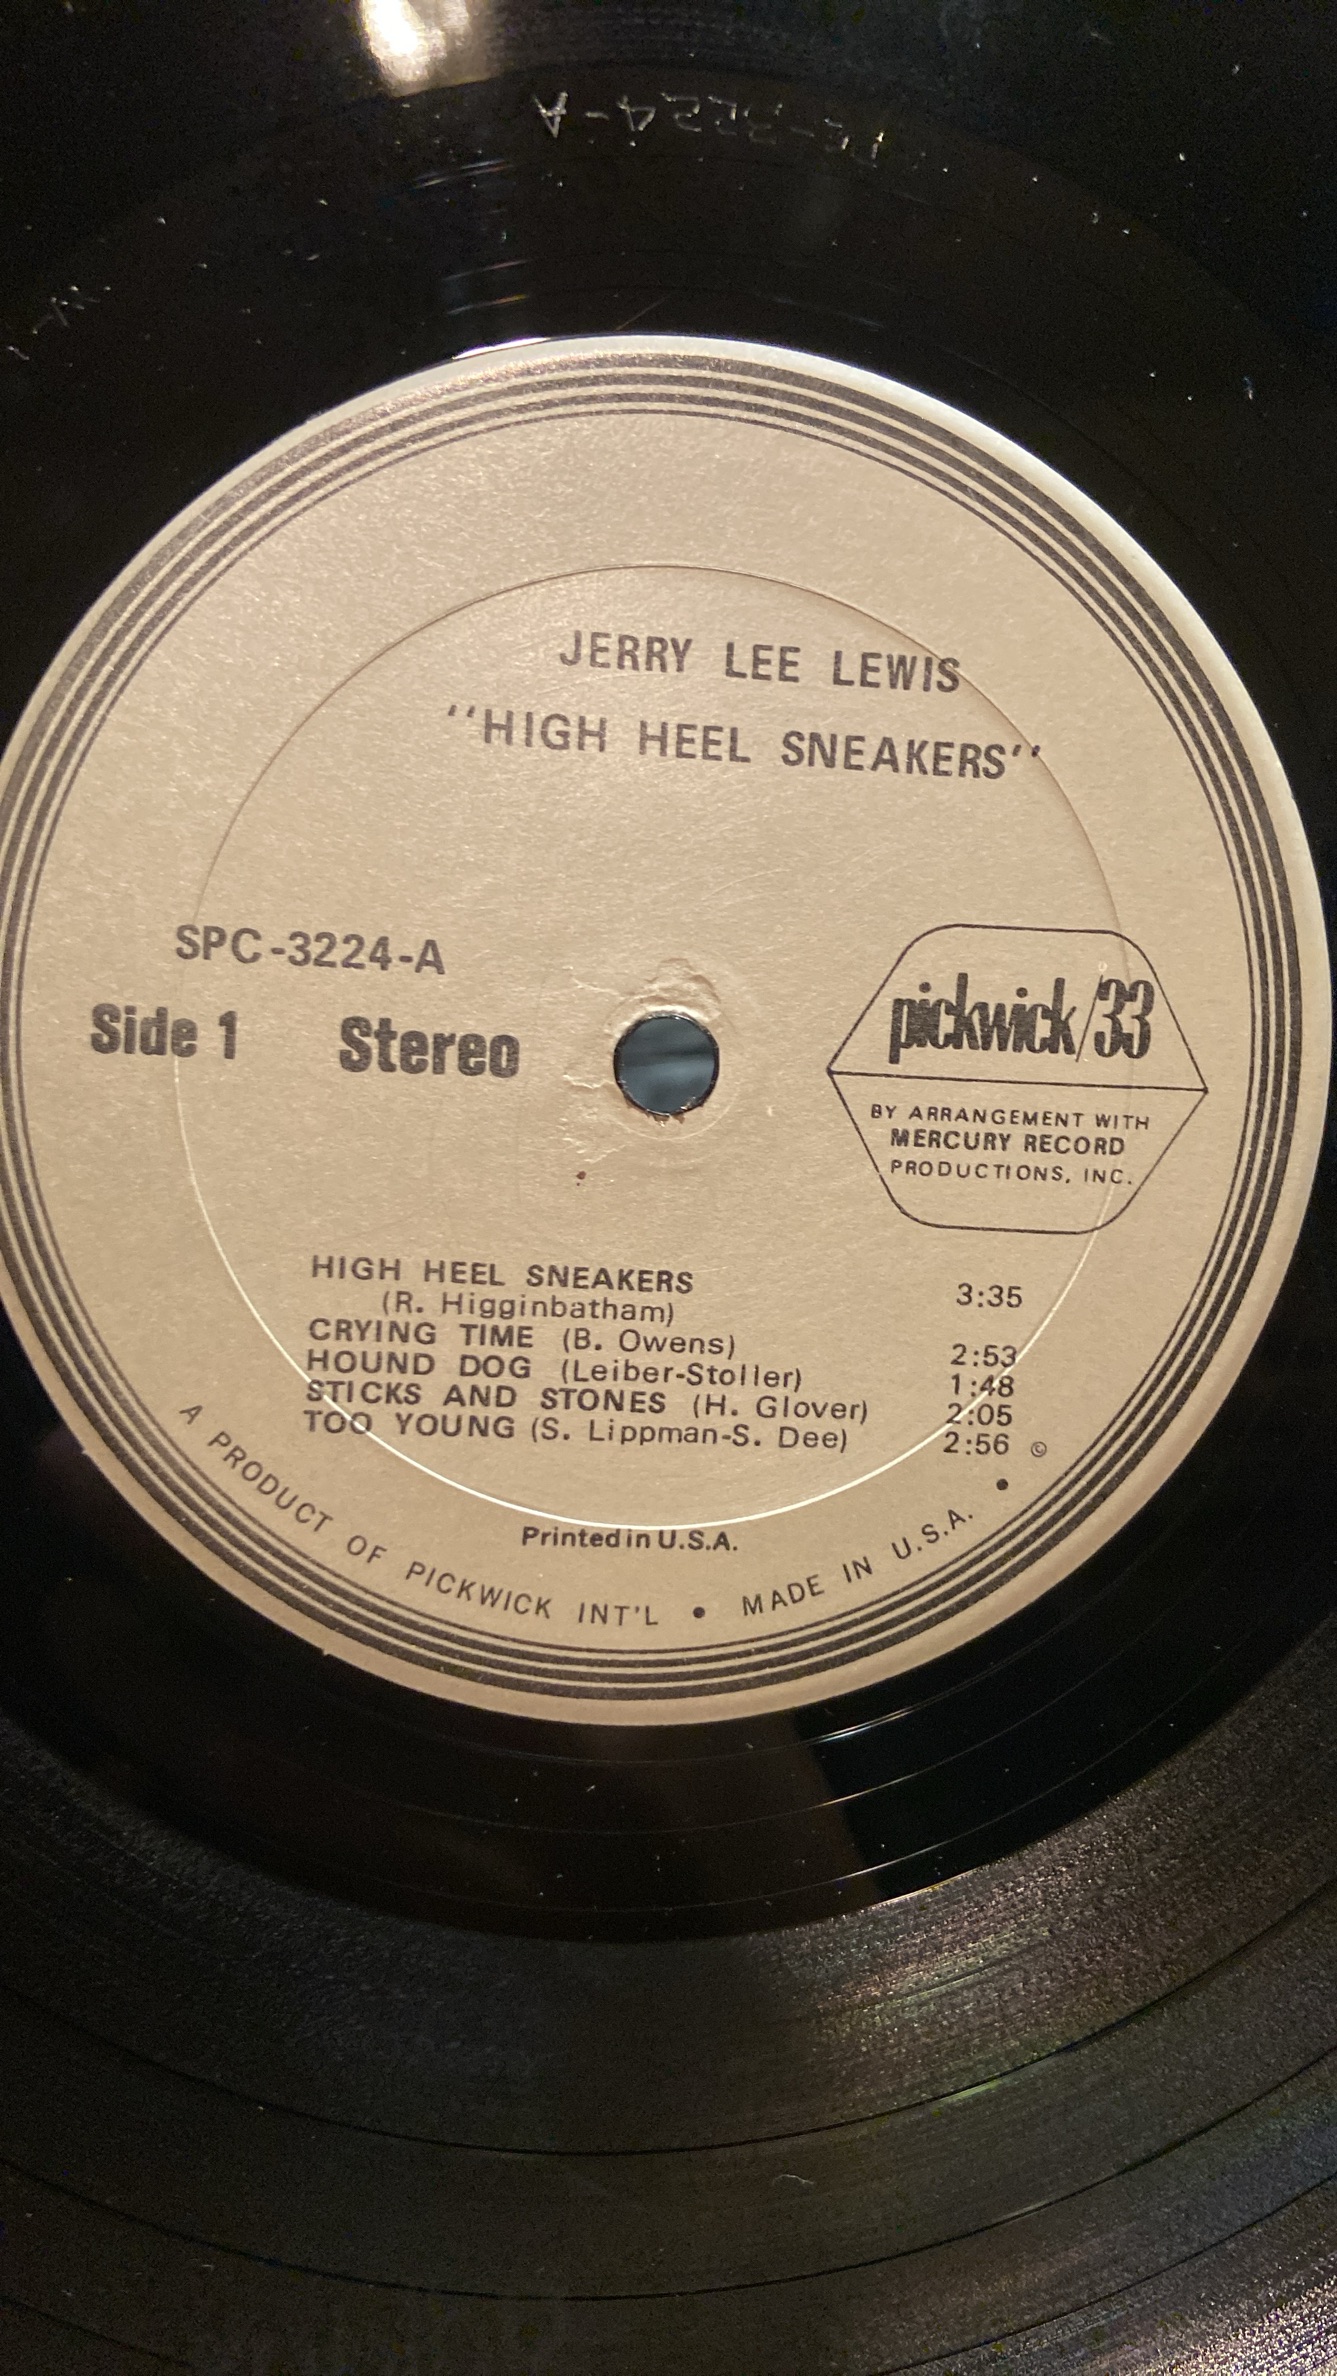 JERRY LEE LEWIS
"HIGH HEEL SNEAKERS"
SPC-3224-A
Side 1 Stereo
pickwick/33
BY ARRANGEMENT WITH
MERCURY RECORD
PRODUCTIONS, INC.
HIGH HEEL SNEAKERS 3:35
(R. Higginbatham)
CRYING TIME (B. Owens) 2:53
HOUND DOG (Leiber-Stoller) 1:48
STICKS AND STONES (H. Glover) 2:05
TOO YOUNG (S. Lippman-S. Dee) 2:56 ©
Printed in U.S.A.
A PRODUCT OF PICKWICK INT'L • MADE IN U.S.A. •